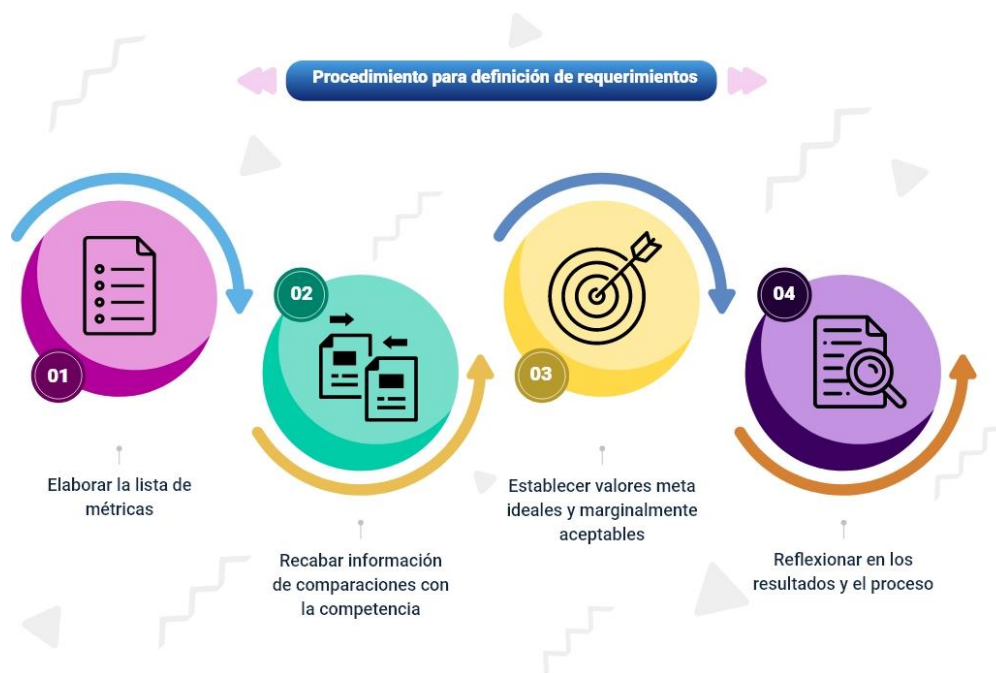 Procedimiento para definición de requerimientos
01
Elaborar la lista de
métricas
02
Recabar información
de comparaciones con
la competencia
03
Establecer valores meta
ideales y marginalmente
aceptables
04
Reflexionar en los
resultados y el proceso